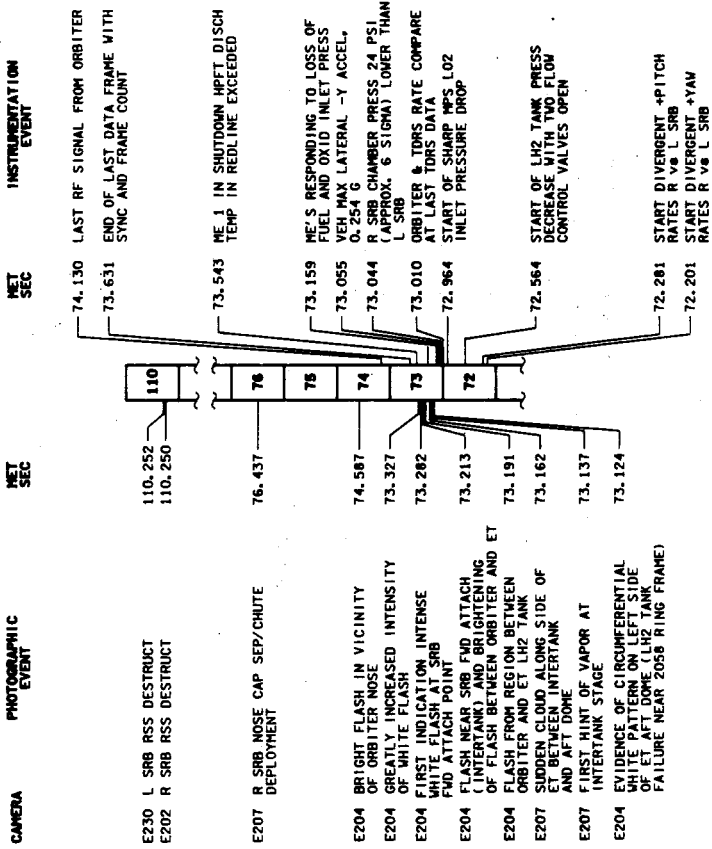 CAMERA
PHOTOGRAPHIC
EVENT
MET
SEC
MET
SEC
INSTRUMENTATION
EVENT
E230 L SRB RSS DESTRUCT
110.252
E202 R SRB RSS DESTRUCT
110.250
E207 R SRB NOSE CAP SEP/CHUTE
DEPLOYMENT
76.437
E204 BRIGHT FLASH IN VICINITY
OF ORBITER NOSE
74.587
E204 GREATLY INCREASED INTENSITY
OF WHITE FLASH
73.327
E204 FIRST INDICATION INTENSE
WHITE FLASH AT SRB
FWD ATTACH POINT
73.282
E204 FLASH NEAR SRB FWD ATTACH
(INTERTANK) AND BRIGHTENING
OF FLASH BETWEEN ORBITER AND ET
73.213
E204 FLASH FROM REGION BETWEEN
ORBITER AND ET LH2 TANK
73.191
E207 SUDDEN CLOUD ALONG SIDE OF
ET BETWEEN INTERTANK
AND AFT DOME
73.162
E207 FIRST HINT OF VAPOR AT
INTERTANK STAGE
73.137
E204 EVIDENCE OF CIRCUMFERENTIAL
WHITE PATTERN ON LEFT SIDE
OF ET AFT DOME (LH2 TANK
FAILURE NEAR 2058 RING FRAME)
73.124
110
76
75
74
73
72
74.130 LAST RF SIGNAL FROM ORBITER
73.631 END OF LAST DATA FRAME WITH
SYNC AND FRAME COUNT
73.543 ME 1 IN SHUTDOWN HPFT DISCH
TEMP IN REDLINE EXCEEDED
73.159 ME'S RESPONDING TO LOSS OF
FUEL AND OXID INLET PRESS
73.055 VEH MAX LATERAL -Y ACCEL,
0.254 G
73.044 R SRB CHAMBER PRESS 24 PSI
(APPROX. 6 SIGMA) LOWER THAN
L SRB
73.010 ORBITER & TDRS RATE COMPARE
AT LAST TDRS DATA
72.964 START OF SHARP MPS LO2
INLET PRESSURE DROP
72.564 START OF LH2 TANK PRESS
DECREASE WITH TWO FLOW
CONTROL VALVES OPEN
72.281 START DIVERGENT +PITCH
RATES R vs L SRB
72.201 START DIVERGENT +YAW
RATES R vs L SRB